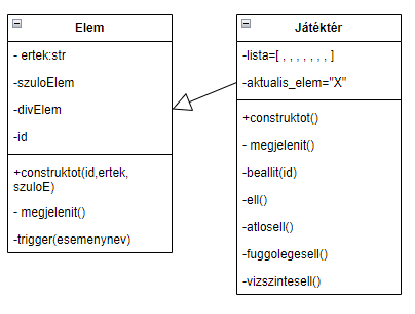 Elem
- ertek:str
-szuloElem
-divElem
-id
+construktot(id,ertek,
szuloE)
- megjelenit()
-trigger(esemenynev)
Játéktér
-lista=[ , , , , , , , ]
-aktualis_elem="X"
+construktot()
- megjelenit()
-beallit(id)
-ell()
-atlosell()
-fuggolegesell()
-vizszintesell()